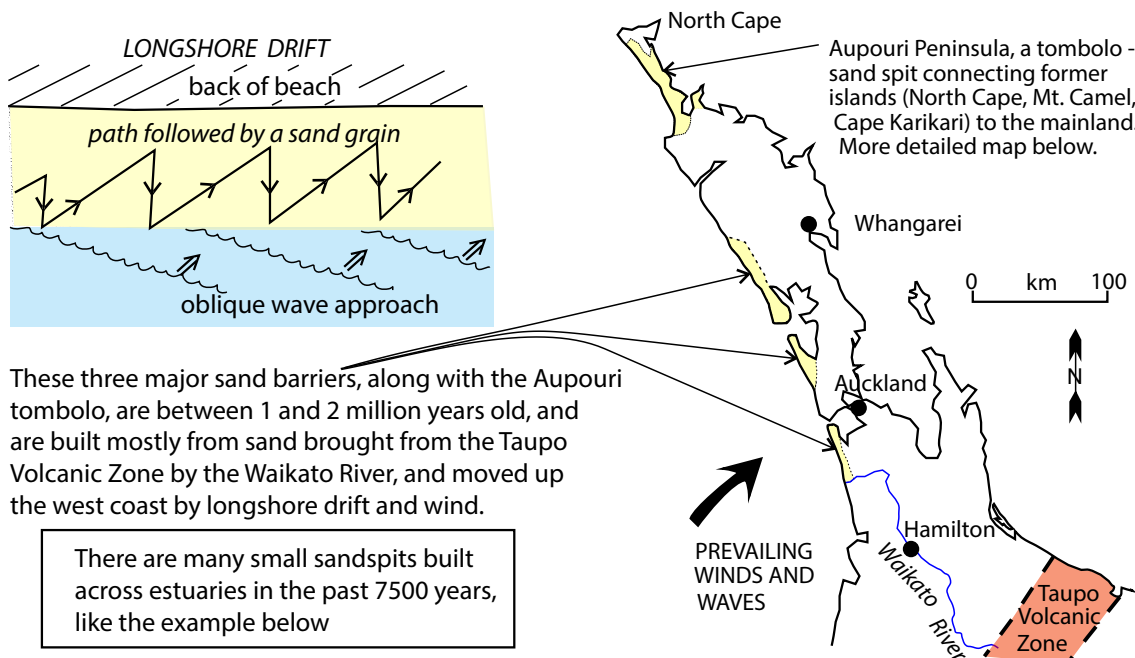 LONGSHORE DRIFT
back of beach
path followed by a sand grain
oblique wave approach
These three major sand barriers, along with the Aupouri
tombolo, are between 1 and 2 million years old, and
are built mostly from sand brought from the Taupo
Volcanic Zone by the Waikato River, and moved up
the west coast by longshore drift and wind.
There are many small sandspits built
across estuaries in the past 7500 years,
like the example below
North Cape
Aupouri Peninsula, a tombolo -
sand spit connecting former
islands (North Cape, Mt. Camel,
Cape Karikari) to the mainland.
More detailed map below.
Whangarei
0 km 100
N
Auckland
PREVAILING
WINDS AND
WAVES
Hamilton
Waikato
River
Taupo
Volcanic
Zone